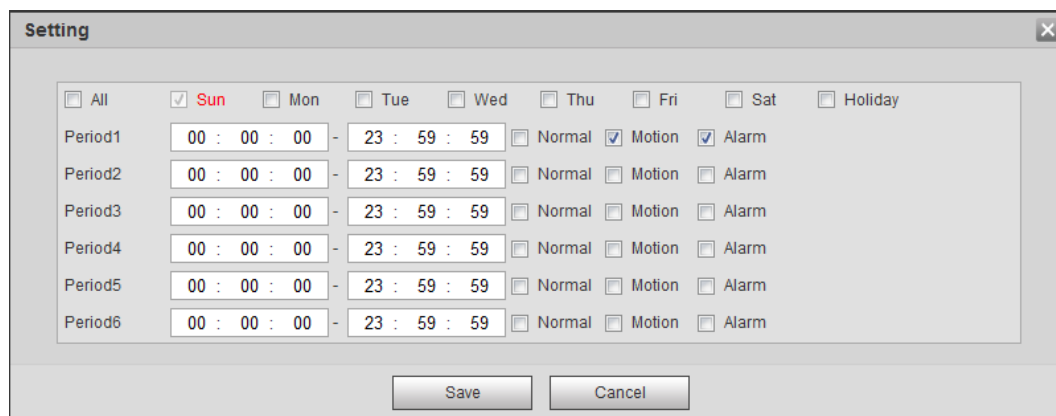 Setting
All Sun Mon Tue Wed Thu Fri Sat Holiday
Period1 00 : 00 : 00 - 23 : 59 : 59 Normal Motion Alarm
Period2 00 : 00 : 00 - 23 : 59 : 59 Normal Motion Alarm
Period3 00 : 00 : 00 - 23 : 59 : 59 Normal Motion Alarm
Period4 00 : 00 : 00 - 23 : 59 : 59 Normal Motion Alarm
Period5 00 : 00 : 00 - 23 : 59 : 59 Normal Motion Alarm
Period6 00 : 00 : 00 - 23 : 59 : 59 Normal Motion Alarm
Save Cancel